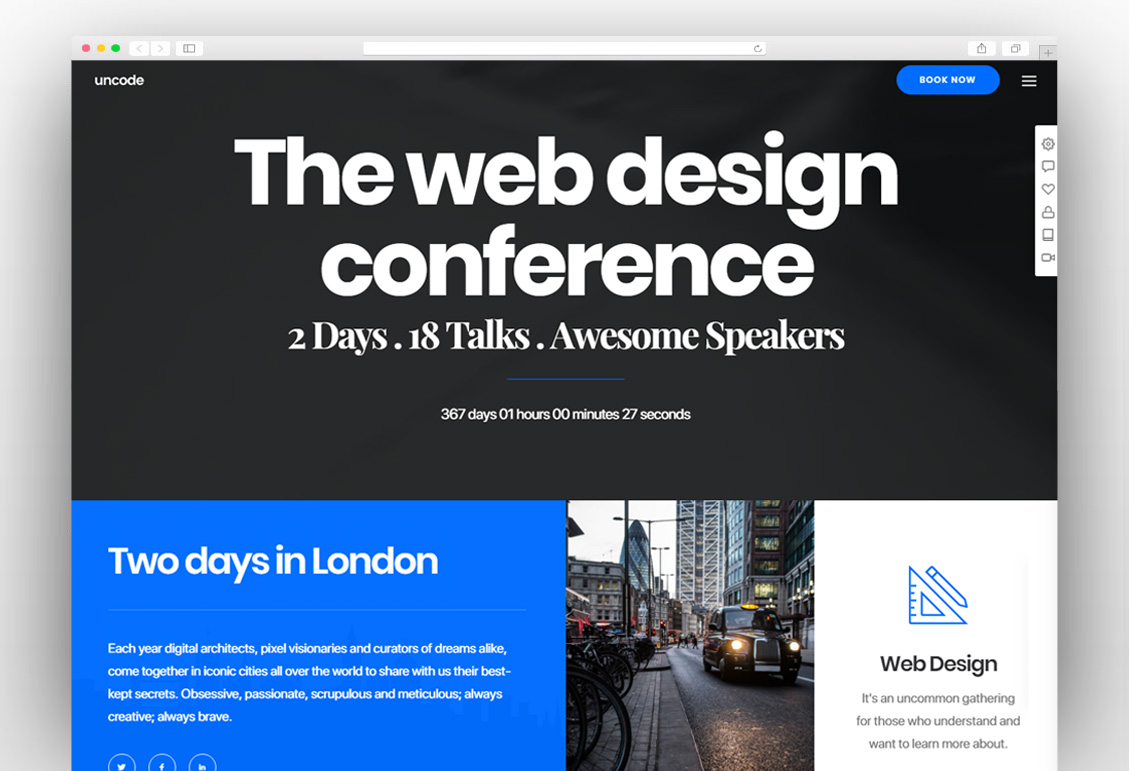 uncode
BOOK NOW
The web design
conference
2 Days . 18 Talks . Awesome Speakers
367 days 01 hours 00 minutes 27 seconds
Two days in London
Each year digital architects, pixel visionaries and curators of dreams alike,
come together in iconic cities all over the world to share with us their best-
kept secrets. Obsessive, passionate, scrupulous and meticulous; always
creative; always brave.
Web Design
It's an uncommon gathering
for those who understand and
want to learn more about.